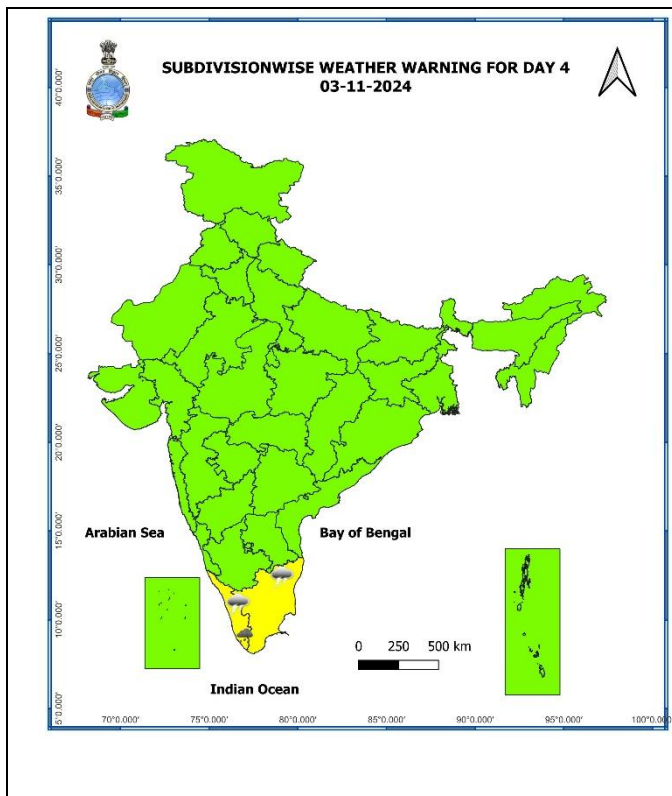 SUBDIVISIONWISE WEATHER WARNING FOR DAY 4
03-11-2024
40°0.000'
35°0.000'
30°0.000'
25°0.000'
20°0.000'
15°0.000'
10°0.000'
5°0.000'
Arabian Sea
Bay of Bengal
0 250 500 km
Indian Ocean
70°0.000' 75°0.000' 80°0.000' 85°0.000' 90°0.000' 95°0.000' 100°0.000'